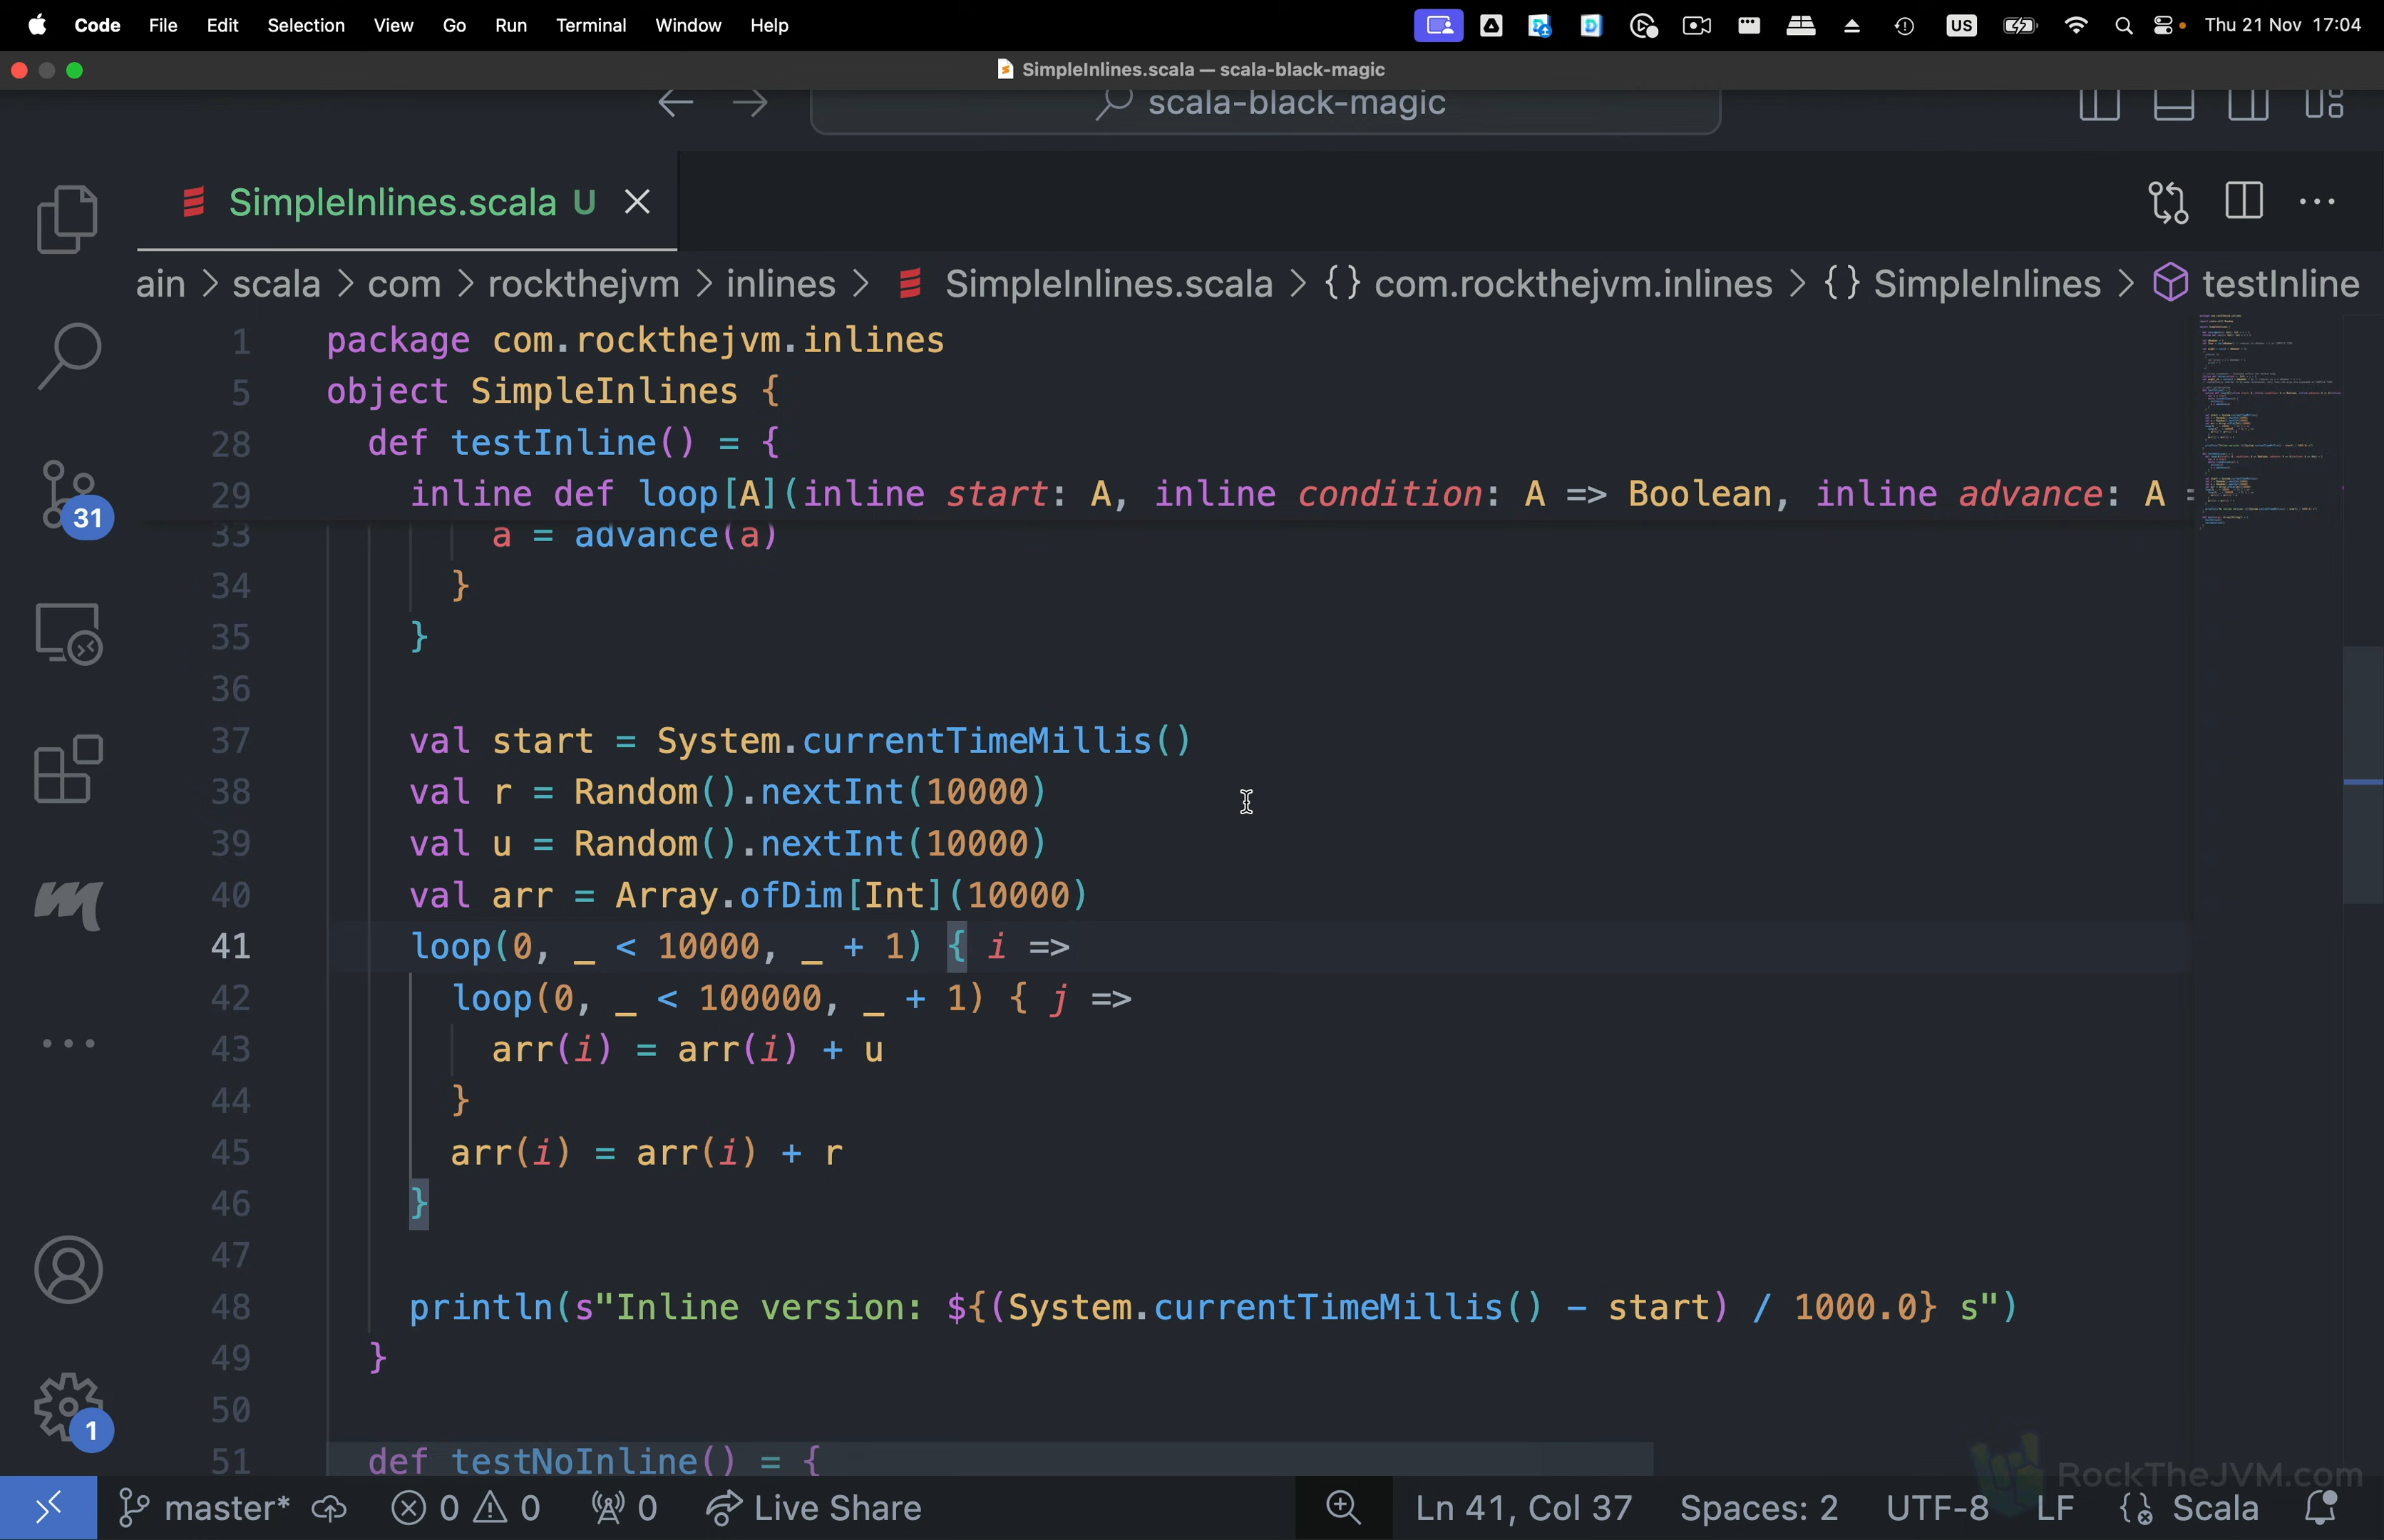 Code File Edit Selection View Go Run Terminal Window Help US Thu 21 Nov 17:04
SimpleInlines.scala — scala-black-magic
scala-black-magic
SimpleInlines.scala U
ain > scala > com > rockthejvm > inlines > SimpleInlines.scala > {} com.rockthejvm.inlines > {} SimpleInlines > testInline
1 package com.rockthejvm.inlines
5 object SimpleInlines {
28 def testInline() = {
29 inline def loop[A](inline start: A, inline condition: A => Boolean, inline advance: A =
33 a = advance(a)
34 }
35 }
36
37 val start = System.currentTimeMillis()
38 val r = Random().nextInt(10000)
39 val u = Random().nextInt(10000)
40 val arr = Array.ofDim[Int](10000)
41 loop(0, _ < 10000, _ + 1) { i =>
42 loop(0, _ < 100000, _ + 1) { j =>
43 arr(i) = arr(i) + u
44 }
45 arr(i) = arr(i) + r
46 }
47
48 println(s"Inline version: ${(System.currentTimeMillis() - start) / 1000.0} s")
49 }
50
51 def testNoInline() = {
31
1
RockTheJVM.com
master* 0 0 0 Live Share Ln 41, Col 37 Spaces: 2 UTF-8 LF Scala